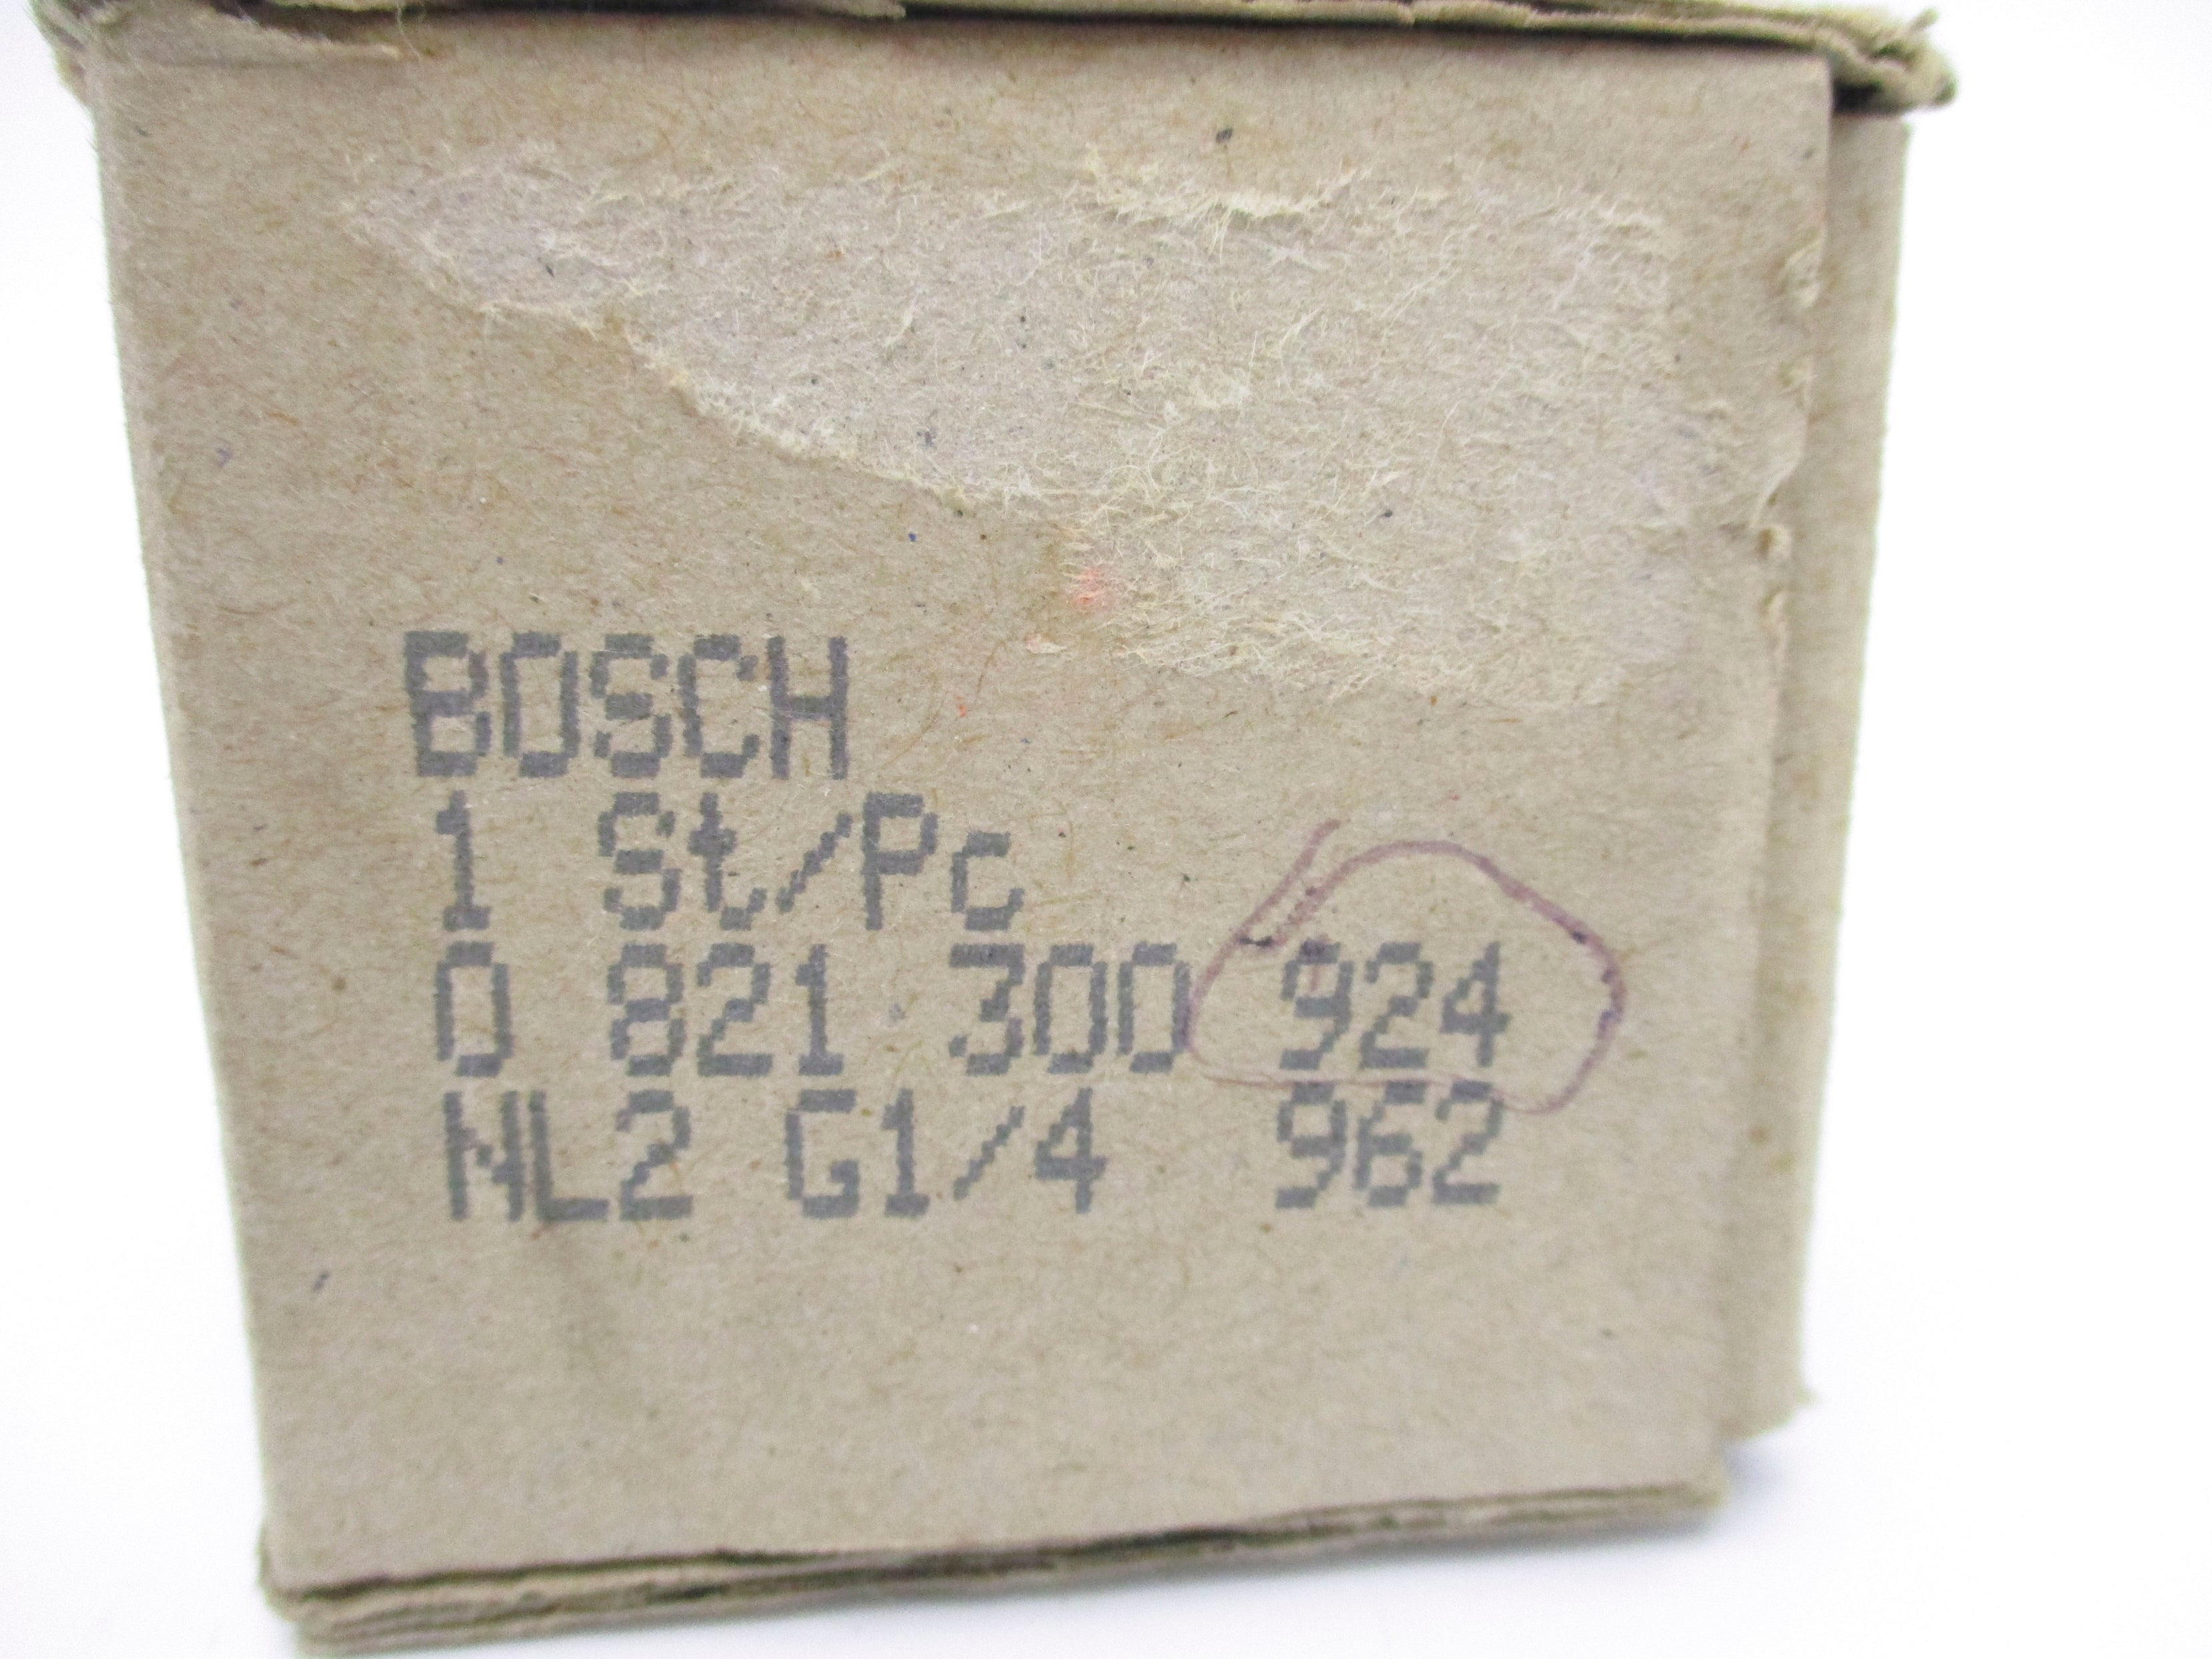 BOSCH
1 St/Pc
0 821 300 924
NL2 G1/4 962